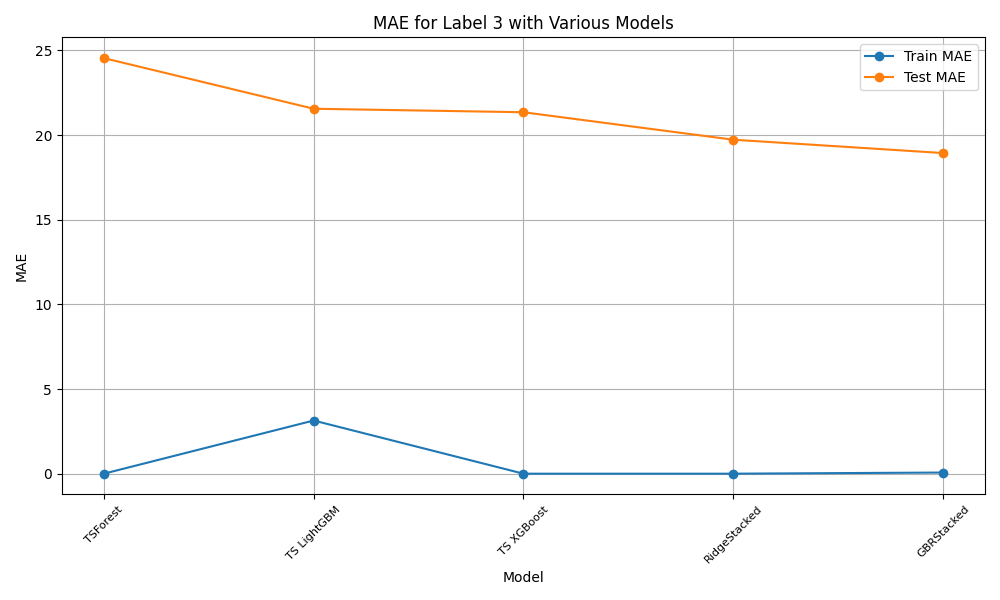 MAE for Label 3 with Various Models
Train MAE
Test MAE
MAE
25
20
15
10
5
0
TSForest
TS LightGBM
TS XGBoost
RidgeStacked
GBRStacked
Model